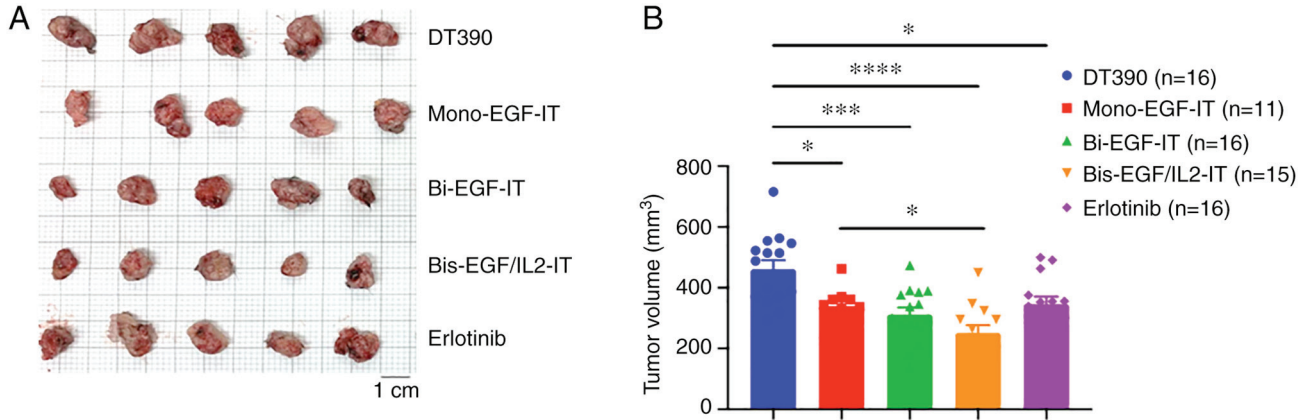 A
DT390
Mono-EGF-IT
Bi-EGF-IT
Bis-EGF/IL2-IT
Erlotinib
1 cm
B
*
****
***
*
*
Tumor volume (mm³)
800
600
400
200
0
DT390 (n=16)
Mono-EGF-IT (n=11)
Bi-EGF-IT (n=16)
Bis-EGF/IL2-IT (n=15)
Erlotinib (n=16)